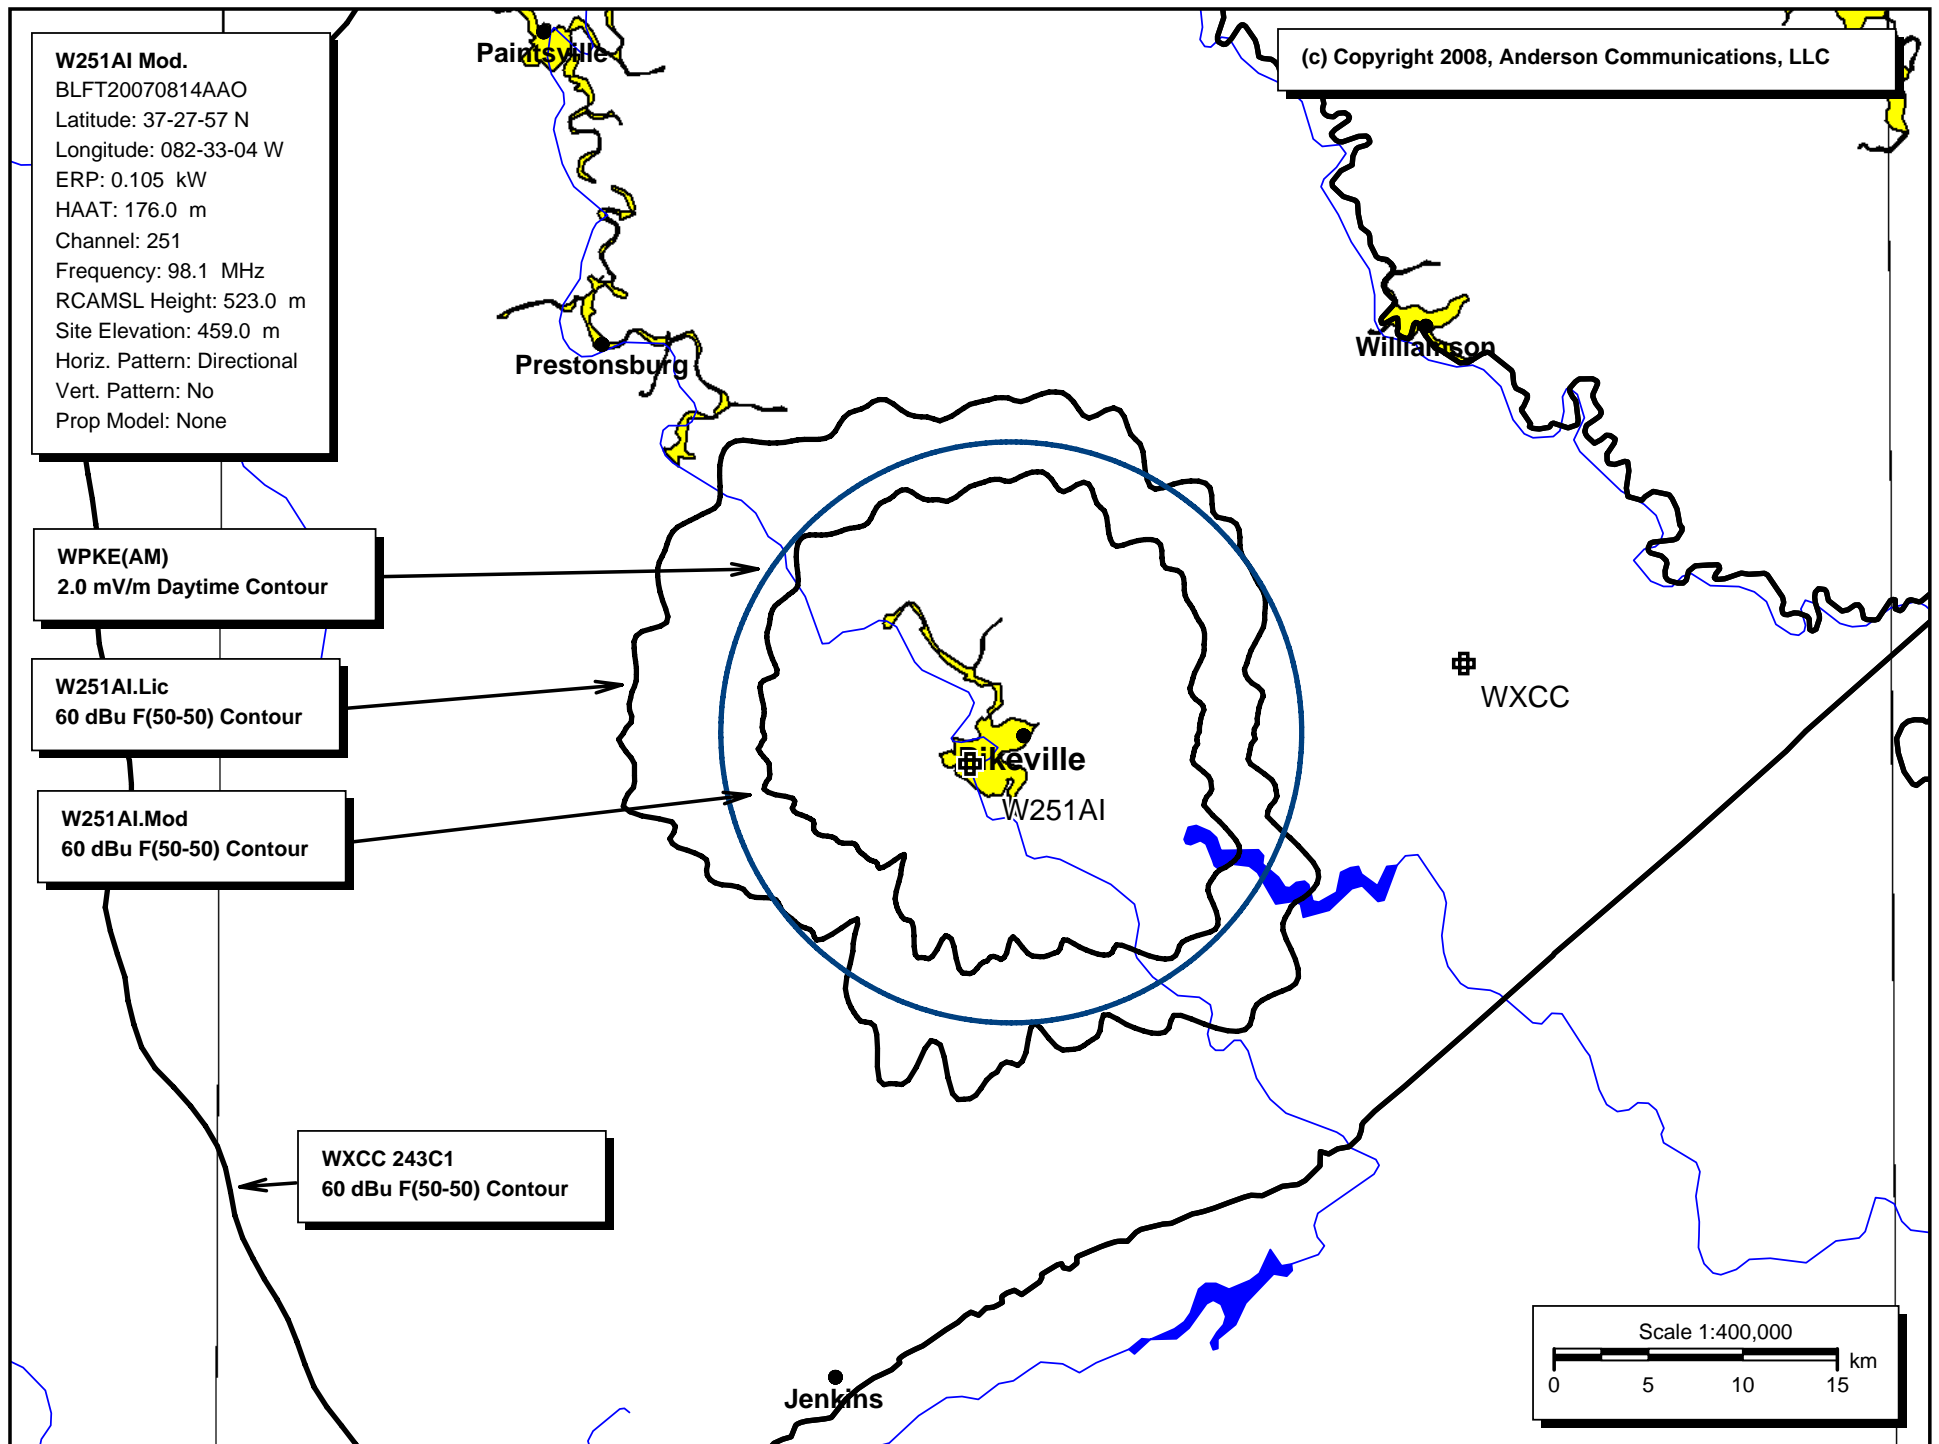 Paintsville
W251AI Mod.
BLFT20070814AAO
Latitude: 37-27-57 N
Longitude: 082-33-04 W
ERP: 0.105 kW
HAAT: 176.0 m
Channel: 251
Frequency: 98.1 MHz
RCAMSL Height: 523.0 m
Site Elevation: 459.0 m
Horiz. Pattern: Directional
Vert. Pattern: No
Prop Model: None
(c) Copyright 2008, Anderson Communications, LLC
Prestonsburg
Williamson
WPKE(AM)
2.0 mV/m Daytime Contour
W251AI.Lic
60 dBu F(50-50) Contour
WXCC
Pikeville
W251AI
W251AI.Mod
60 dBu F(50-50) Contour
WXCC 243C1
60 dBu F(50-50) Contour
Jenkins
Scale 1:400,000
km
0 5 10 15